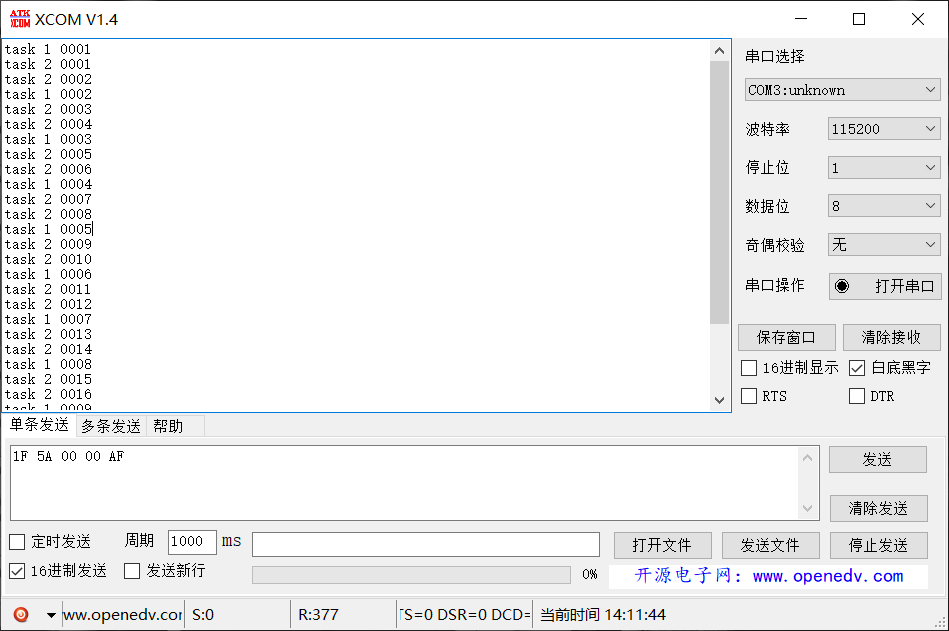 ATK XCOM XCOM V1.4
task 1 0001
task 2 0001
task 2 0002
task 1 0002
task 2 0003
task 2 0004
task 1 0003
task 2 0005
task 2 0006
task 1 0004
task 2 0007
task 2 0008
task 1 0005
task 2 0009
task 2 0010
task 1 0006
task 2 0011
task 2 0012
task 1 0007
task 2 0013
task 2 0014
task 1 0008
task 2 0015
task 2 0016
task 1 0009
串口选择
COM3:unknown
波特率 115200
停止位 1
数据位 8
奇偶校验 无
串口操作 打开串口
保存窗口 清除接收
16进制显示 白底黑字
RTS DTR
单条发送 多条发送 帮助
1F 5A 00 00 AF
发送
清除发送
定时发送 周期 1000 ms 打开文件 发送文件 停止发送
16进制发送 发送新行 0% 开源电子网: www.openedv.com
ww.openedv.cor S:0 R:377 TS=0 DSR=0 DCD= 当前时间 14:11:44